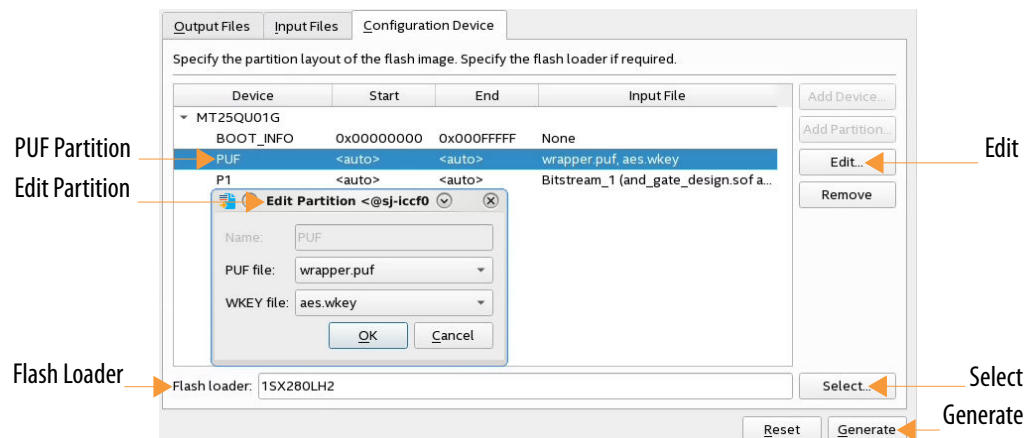 Output Files Input Files Configuration Device
Specify the partition layout of the flash image. Specify the flash loader if required.
Device Start End Input File Add Device...
MT25QU01G
BOOT_INFO 0x00000000 0x000FFFFF None Add Partition...
PUF Partition PUF <auto> <auto> wrapper.puf, aes.wkey Edit... Edit
Edit Partition P1 <auto> <auto> Bitstream_1 (and_gate_design.sof a... Remove
Edit Partition <@sj-iccf0
Name: PUF
PUF file: wrapper.puf
WKEY file: aes.wkey
OK Cancel
Flash Loader Flash loader: 1SX280LH2 Select... Select
Reset Generate Generate